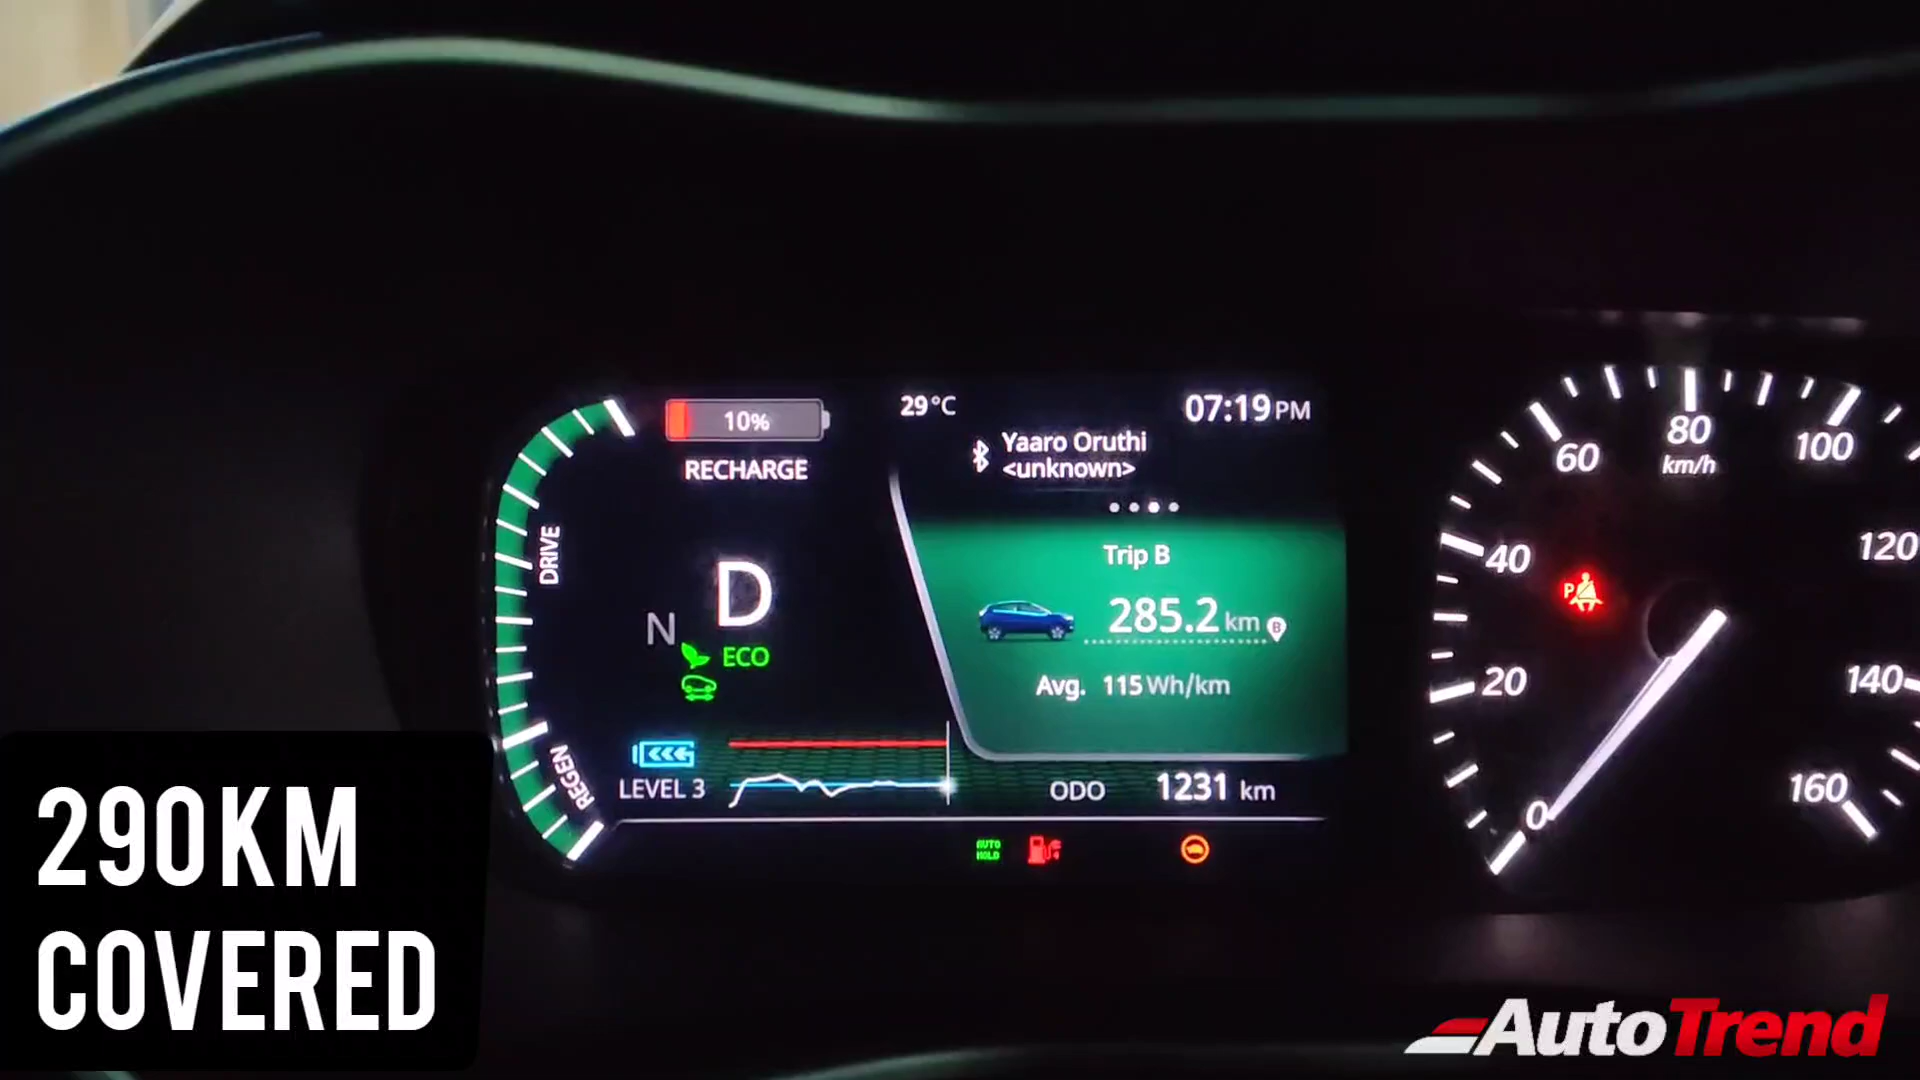 10%
RECHARGE
29°C
07:19 PM
Yaaro Oruthi
<unknown>
DRIVE
D
N
ECO
Trip B
285.2 km
B
Avg. 115 Wh/km
REGEN
LEVEL 3
ODO 1231 km
AUTO
HOLD
0
20
40
60
80
km/h
100
120
140
160
P
290KM
COVERED
AutoTrend